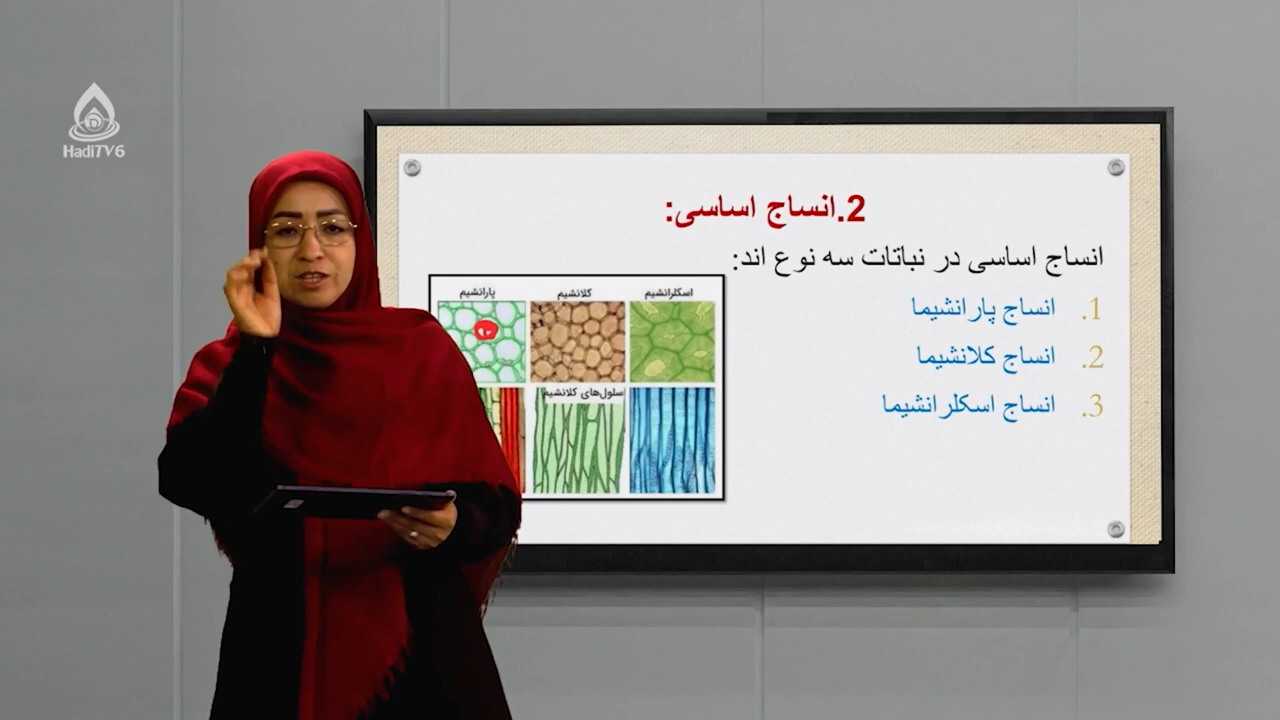 HadiTV6
2.انساج اساسی:
انساج اساسی در نباتات سه نوع اند:
1. انساج پارانشیما
2. انساج کلانشیما
3. انساج اسکلرانشیما
اسکلرانشیم
کلانشیم
پارانشیم
سلول‌های کلانشیم